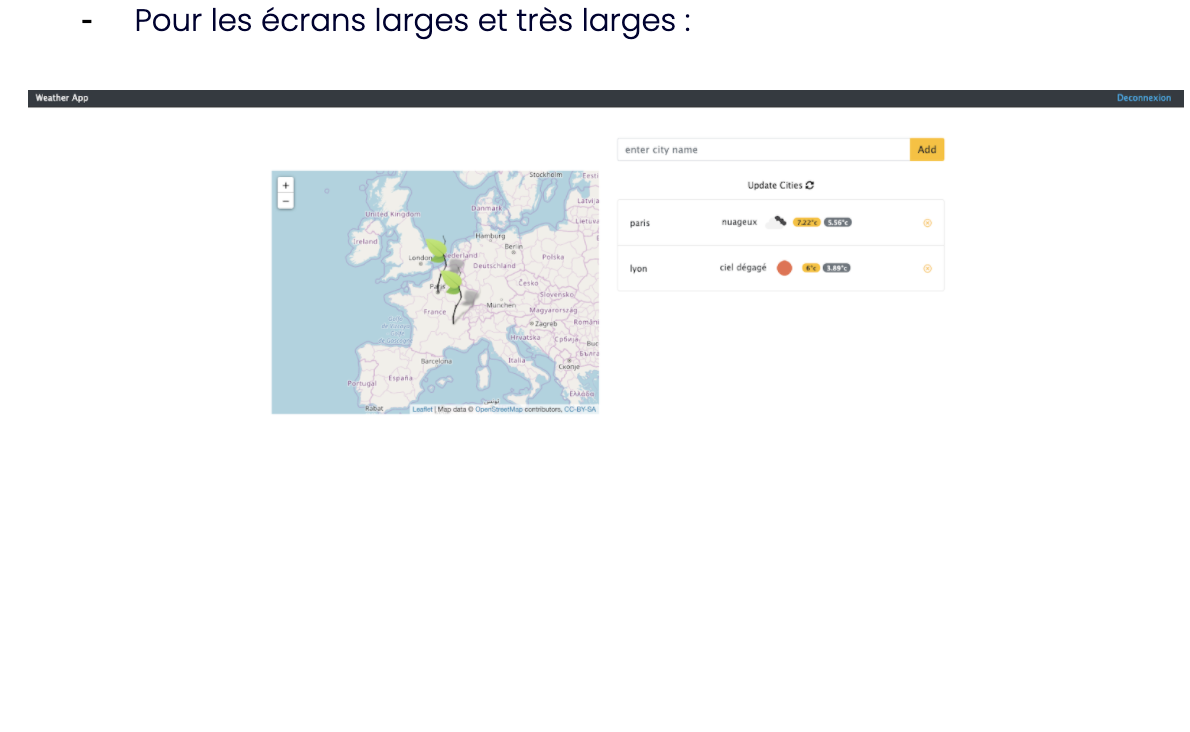 - Pour les écrans larges et très larges :
Weather App
Deconnexion
enter city name
Add
Update Cities
paris
nuageux
7.22°c
5.56°c
lyon
ciel dégagé
6°c
3.89°c
+
−
Stockholm
Eesti
Latvija
Danmark
Lietuva
United Kingdom
Ireland
Hamburg
Berlin
London
Nederland
Polska
Deutschland
Paris
Česko
Slovensko
München
France
Magyarország
Zagreb
România
Hrvatska
Србија
Barcelona
Italia
Скопје
Portugal
España
Ελλάδα
تونس
Rabat
Leaflet | Map data © OpenStreetMap contributors, CC-BY-SA